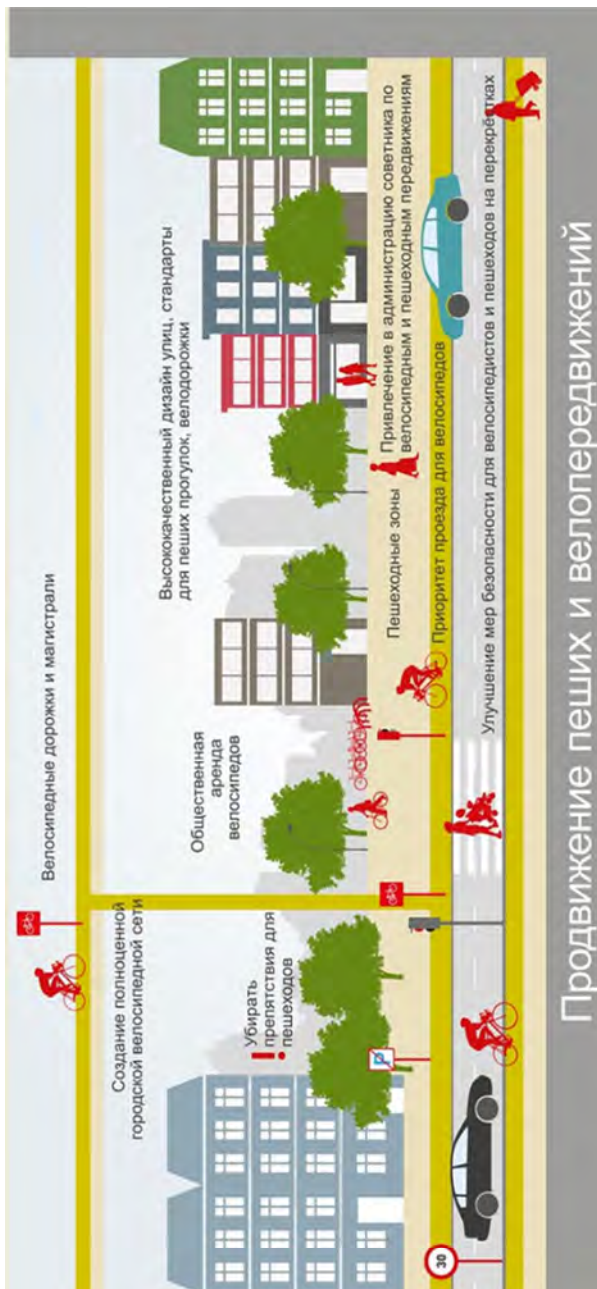 Велосипедные дорожки и магистрали
Создание полноценной
городской велосипедной сети
Высококачественный дизайн улиц, стандарты
для пеших прогулок, велодорожки
Общественная
аренда
велосипедов
Убирать
препятствия для
пешеходов
Пешеходные зоны
Привлечение в администрацию советника по
велосипедным и пешеходным передвижениям
Приоритет проезда для велосипедов
Улучшение мер безопасности для велосипедистов и пешеходов на перекрёстках
30
P
Продвижение пеших и велопередвижений